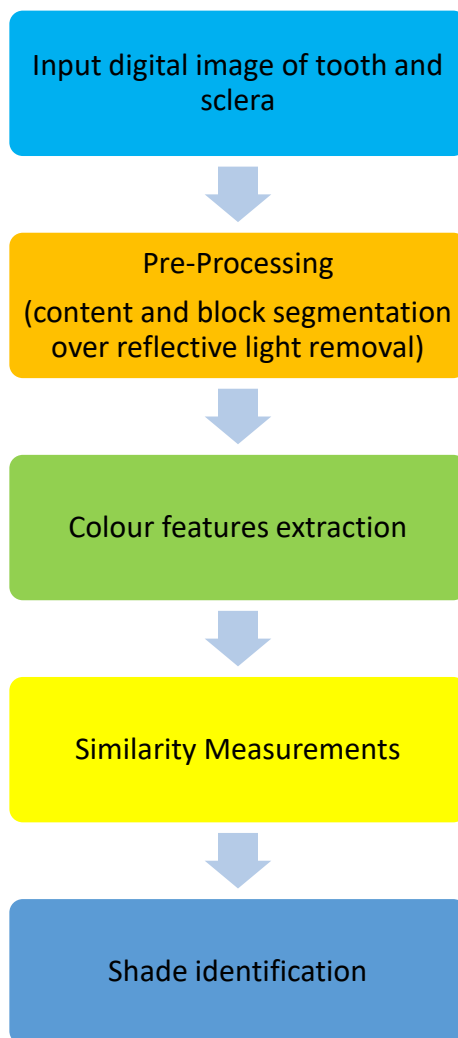 Input digital image of tooth and
sclera
Pre-Processing
(content and block segmentation
over reflective light removal)
Colour features extraction
Similarity Measurements
Shade identification